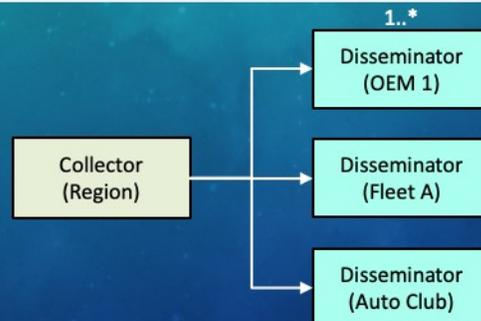 1..*
Disseminator
(OEM 1)
Collector
(Region)
Disseminator
(Fleet A)
Disseminator
(Auto Club)